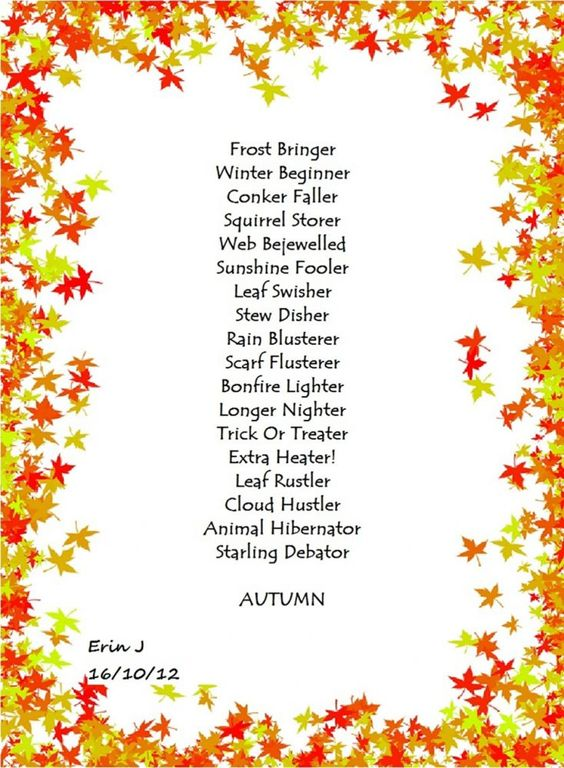 Frost Bringer
Winter Beginner
Conker Faller
Squirrel Storer
Web Bejewelled
Sunshine Fooler
Leaf Swisher
Stew Disher
Rain Blusterer
Scarf Flusterer
Bonfire Lighter
Longer Nighter
Trick Or Treater
Extra Heater!
Leaf Rustler
Cloud Hustler
Animal Hibernator
Starling Debator
AUTUMN
Erin J
16/10/12